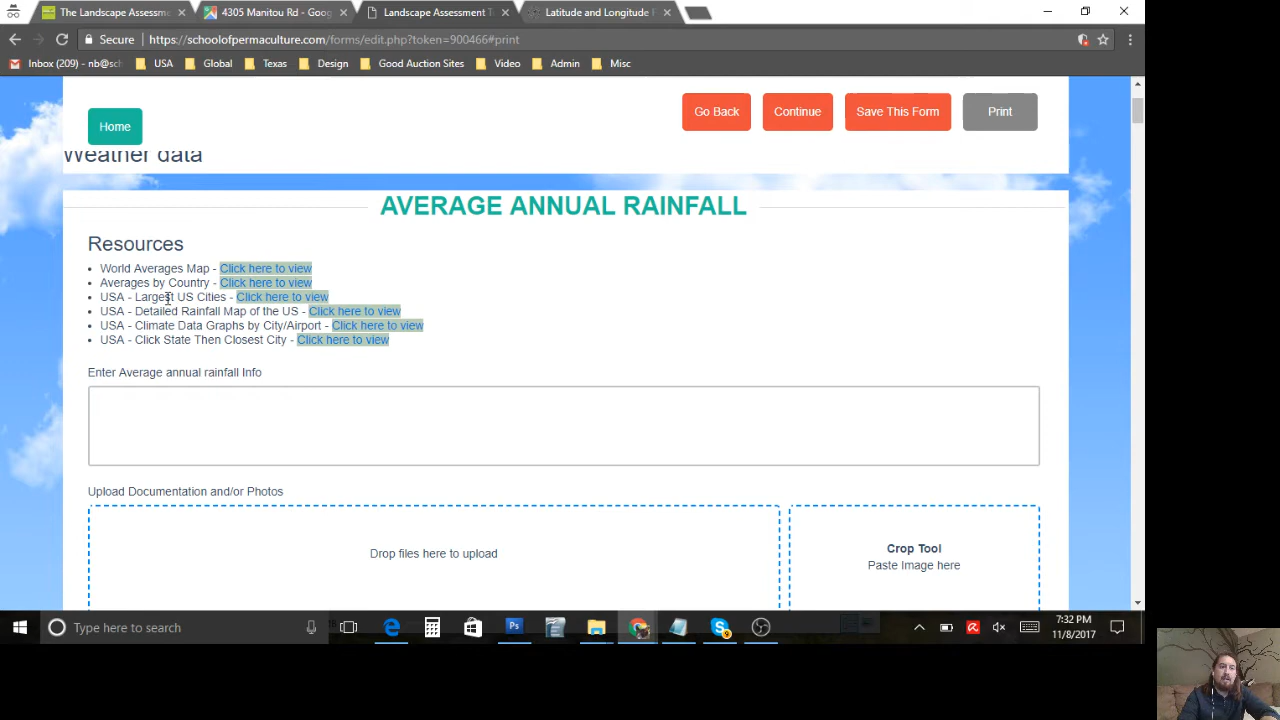 The Landscape Assessm
4305 Manitou Rd - Goo
Landscape Assessment T
Latitude and Longitude F
Secure
https://schoolofpermaculture.com/forms/edit.php?token=900466#print
Inbox (209) - nb@sch
USA
Global
Texas
Design
Good Auction Sites
Video
Admin
Misc
Home
Go Back
Continue
Save This Form
Print
Weather data
AVERAGE ANNUAL RAINFALL
Resources
World Averages Map - Click here to view
Averages by Country - Click here to view
USA - Largest US Cities - Click here to view
USA - Detailed Rainfall Map of the US - Click here to view
USA - Climate Data Graphs by City/Airport - Click here to view
USA - Click State Then Closest City - Click here to view
Enter Average annual rainfall Info
Upload Documentation and/or Photos
Drop files here to upload
Crop Tool
Paste Image here
Type here to search
Ps
7:32 PM
11/8/2017